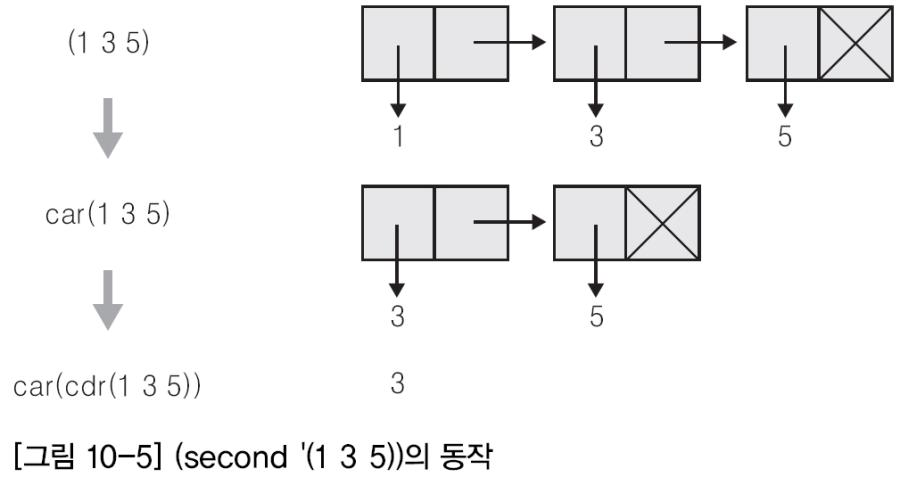 (1 3 5)
1 3 5
car(1 3 5)
3 5
car(cdr(1 3 5)) 3
[그림 10-5] (second '(1 3 5))의 동작